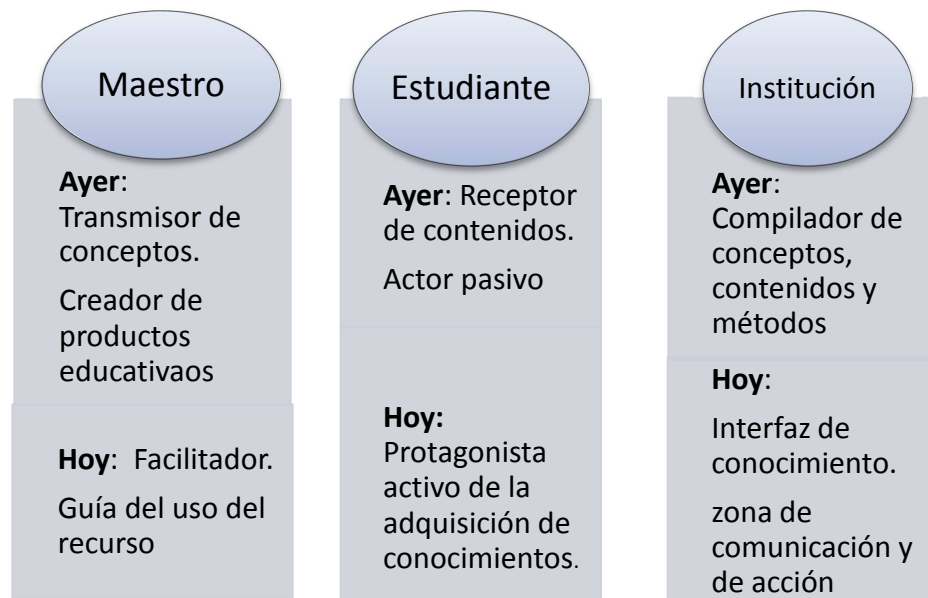 Maestro
Ayer:
Transmisor de
conceptos.
Creador de
productos
educativaos
Hoy: Facilitador.
Guía del uso del
recurso
Estudiante
Ayer: Receptor
de contenidos.
Actor pasivo
Hoy:
Protagonista
activo de la
adquisición de
conocimientos.
Institución
Ayer:
Compilador de
conceptos,
contenidos y
métodos
Hoy:
Interfaz de
conocimiento.
zona de
comunicación y
de acción